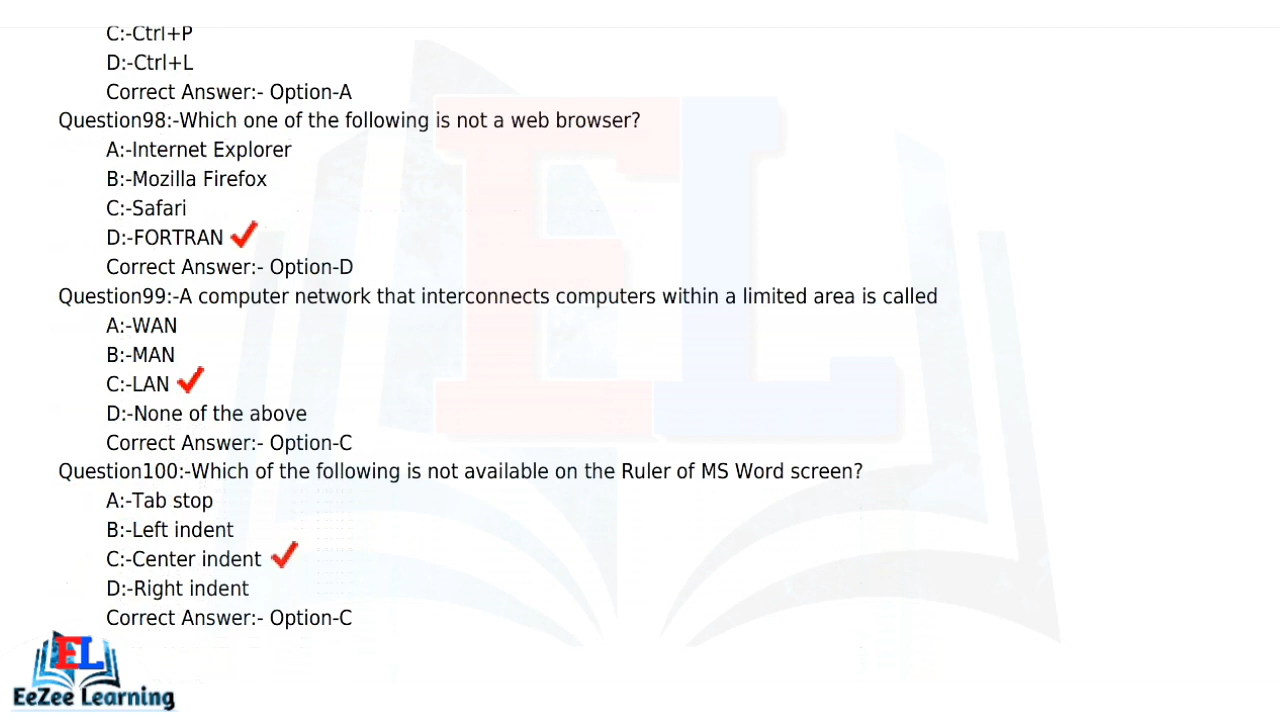 C:-Ctrl+P
D:-Ctrl+L
Correct Answer:- Option-A
Question98:-Which one of the following is not a web browser?
A:-Internet Explorer
B:-Mozilla Firefox
C:-Safari
D:-FORTRAN
Correct Answer:- Option-D
Question99:-A computer network that interconnects computers within a limited area is called
A:-WAN
B:-MAN
C:-LAN
D:-None of the above
Correct Answer:- Option-C
Question100:-Which of the following is not available on the Ruler of MS Word screen?
A:-Tab stop
B:-Left indent
C:-Center indent
D:-Right indent
Correct Answer:- Option-C
EL
EL
EeZee Learning